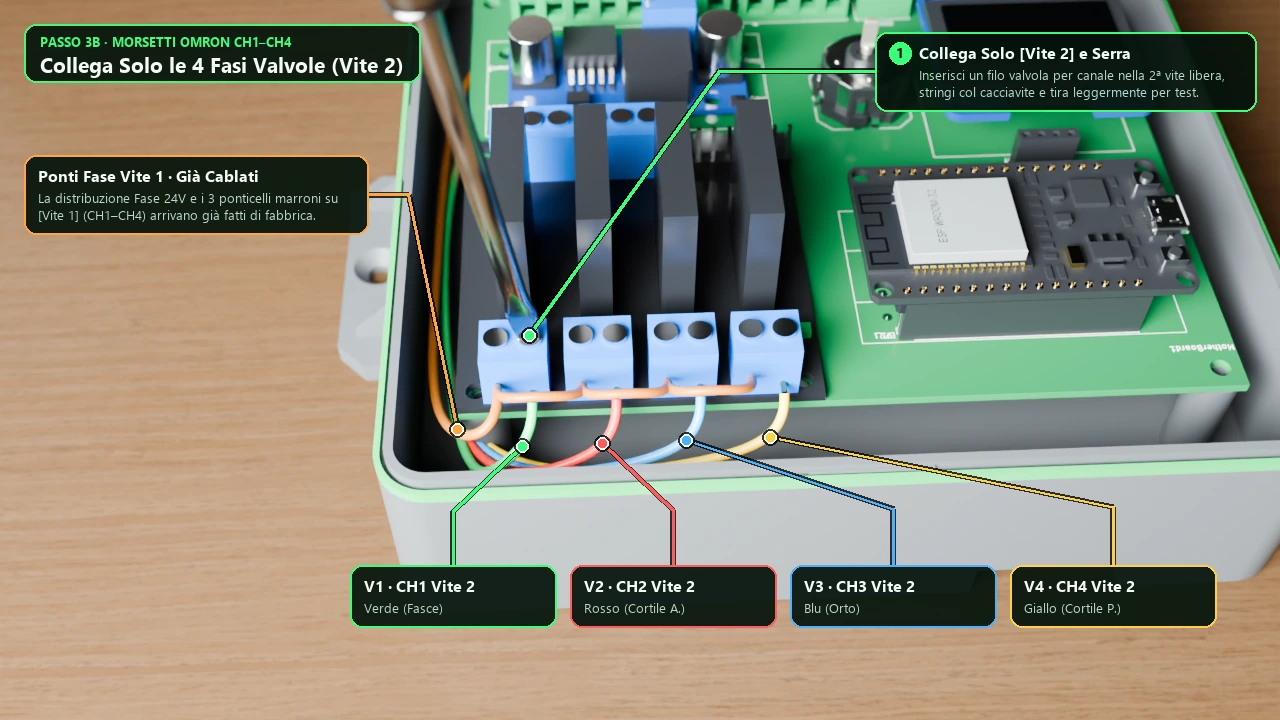 PASSO 3B · MORSETTI OMRON CH1–CH4
Collega Solo le 4 Fasi Valvole (Vite 2)
1 Collega Solo [Vite 2] e Serra
Inserisci un filo valvola per canale nella 2ª vite libera,
stringi col cacciavite e tira leggermente per test.
Ponti Fase Vite 1 · Già Cablati
La distribuzione Fase 24V e i 3 ponticelli marroni su
[Vite 1] (CH1–CH4) arrivano già fatti di fabbrica.
ESP-WROOM-32
MotherBoard1
V1 · CH1 Vite 2
Verde (Fasce)
V2 · CH2 Vite 2
Rosso (Cortile A.)
V3 · CH3 Vite 2
Blu (Orto)
V4 · CH4 Vite 2
Giallo (Cortile P.)